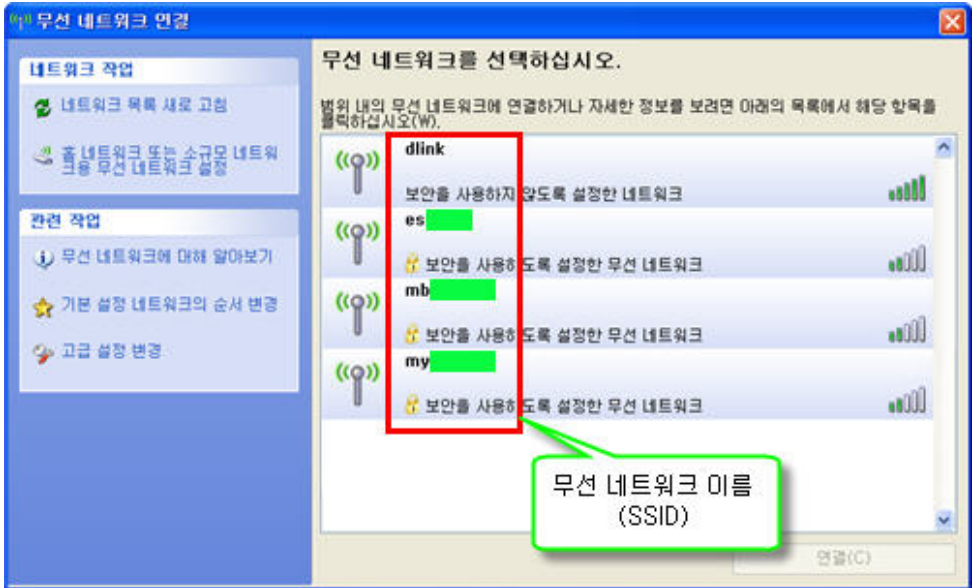 무선 네트워크 연결
네트워크 작업
네트워크 목록 새로 고침
홈 네트워크 또는 소규모 네트워
크용 무선 네트워크 설정
관련 작업
무선 네트워크에 대해 알아보기
기본 설정 네트워크의 순서 변경
고급 설정 변경
무선 네트워크를 선택하십시오.
범위 내의 무선 네트워크에 연결하거나 자세한 정보를 보려면 아래의 목록에서 해당 항목을
클릭하십시오(W).
dlink
보안을 사용하지 않도록 설정한 네트워크
es
보안을 사용하도록 설정한 무선 네트워크
mb
보안을 사용하도록 설정한 무선 네트워크
my
보안을 사용하도록 설정한 무선 네트워크
무선 네트워크 이름
(SSID)
연결(C)